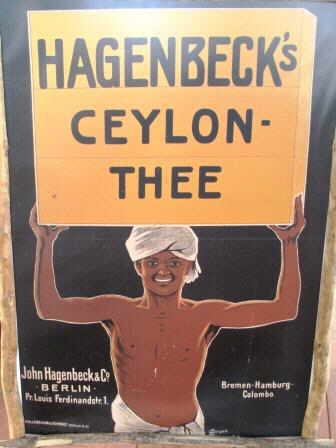 HAGENBECK's
CEYLON-
THEE
John Hagenbeck & Co
- BERLIN -
Pr. Louis Ferdinandstr. 1.
Bremen-Hamburg-
Colombo.